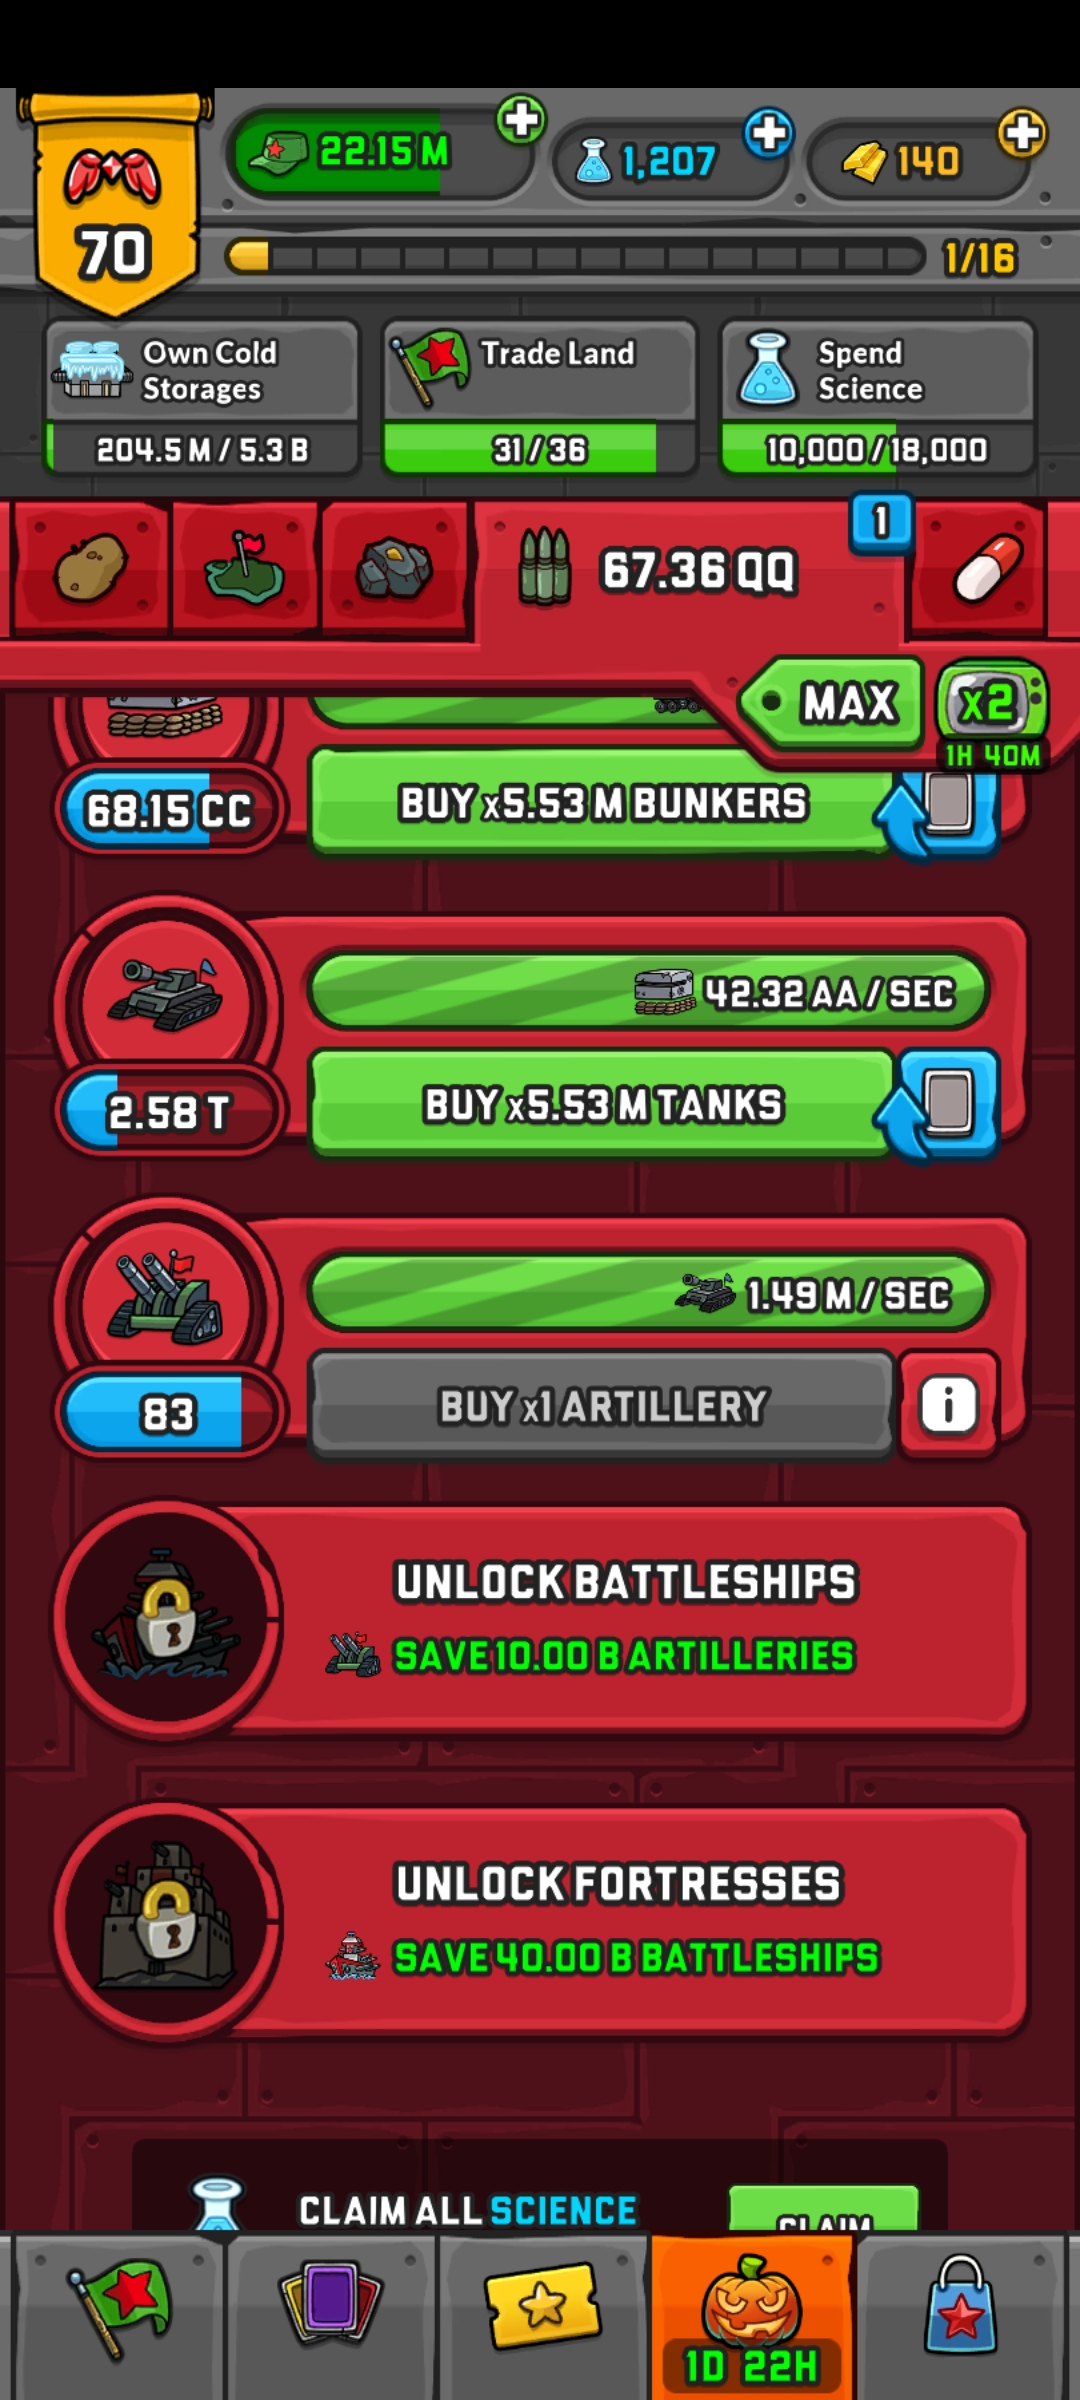 22.15 M
1,207
140
70
1/16
Own Cold
Storages
204.5 M / 5.3 B
Trade Land
31 / 36
Spend
Science
10,000 / 18,000
67.36 QQ
1
MAX
x2
1H 40M
68.15 CC
BUY x5.53 M BUNKERS
42.32 AA / SEC
2.58 T
BUY x5.53 M TANKS
1.49 M / SEC
83
BUY x1 ARTILLERY
i
UNLOCK BATTLESHIPS
SAVE 10.00 B ARTILLERIES
UNLOCK FORTRESSES
SAVE 40.00 B BATTLESHIPS
CLAIM ALL SCIENCE
CLAIM
1D 22H